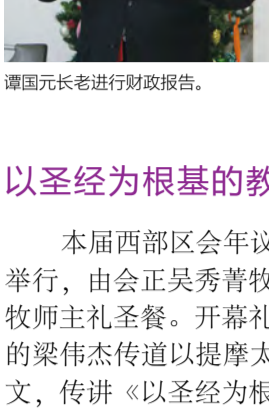 谭国元长老进行财政报告。
以圣经为根基的教
本届西部区会年议
举行，由会正吴秀菁牧
牧师主礼圣餐。开幕礼
的梁伟杰传道以提摩太
文，传讲《以圣经为根